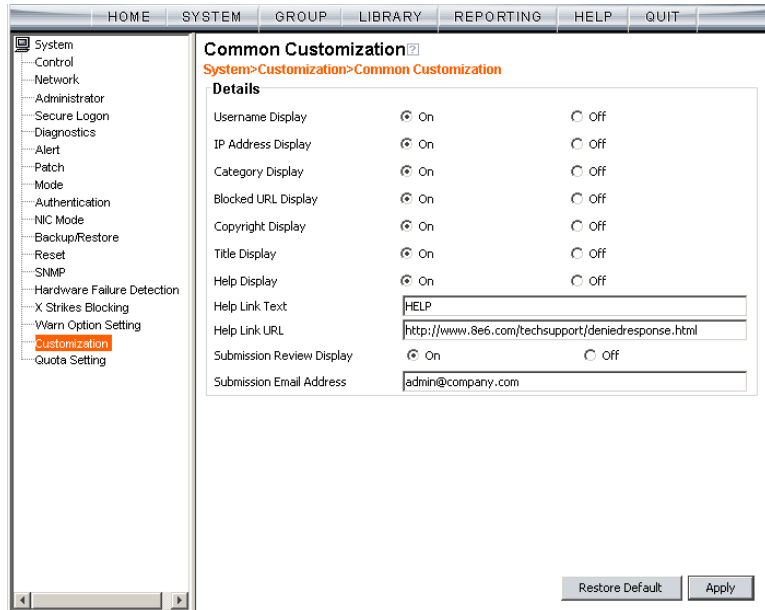 HOME SYSTEM GROUP LIBRARY REPORTING HELP QUIT
System
Control
Network
Administrator
Secure Logon
Diagnostics
Alert
Patch
Mode
Authentication
NIC Mode
Backup/Restore
Reset
SNMP
Hardware Failure Detection
X Strikes Blocking
Warn Option Setting
Customization
Quota Setting
Common Customization ?
System>Customization>Common Customization
Details
Username Display On Off
IP Address Display On Off
Category Display On Off
Blocked URL Display On Off
Copyright Display On Off
Title Display On Off
Help Display On Off
Help Link Text HELP
Help Link URL http://www.8e6.com/techsupport/deniedresponse.html
Submission Review Display On Off
Submission Email Address admin@company.com
Restore Default Apply